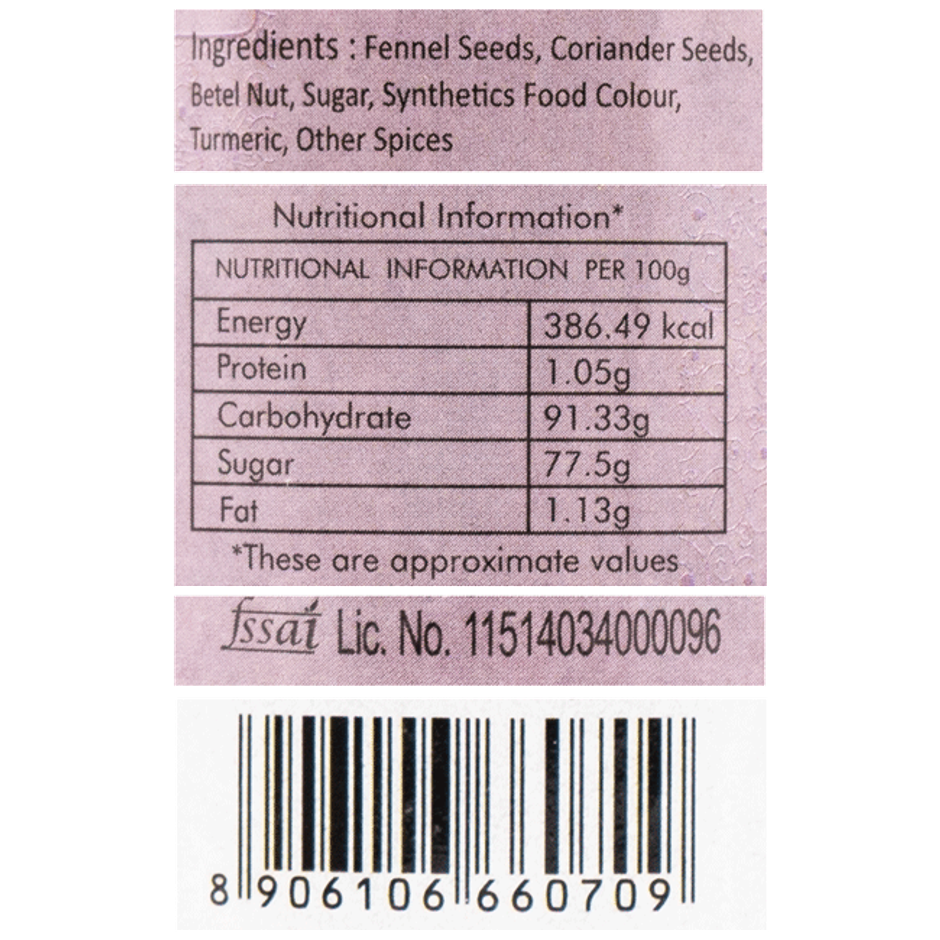 Ingredients : Fennel Seeds, Coriander Seeds,
Betel Nut, Sugar, Synthetics Food Colour,
Turmeric, Other Spices
Nutritional Information*
NUTRITIONAL INFORMATION PER 100g
Energy 386.49 kcal
Protein 1.05g
Carbohydrate 91.33g
Sugar 77.5g
Fat 1.13g
*These are approximate values
fssai Lic. No. 11514034000096
8 906106 660709